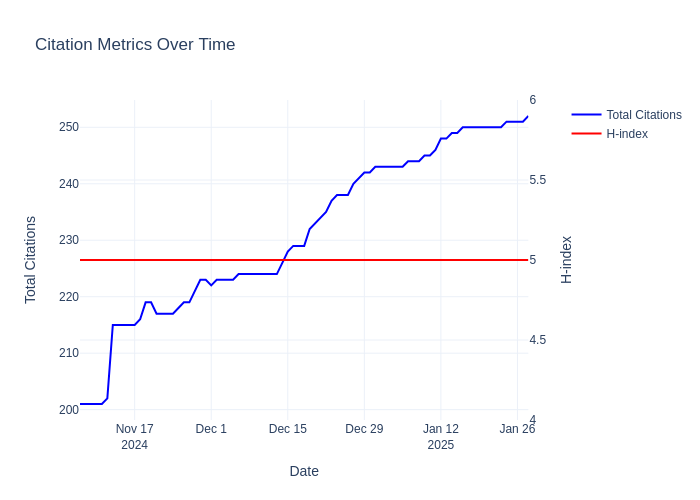 Citation Metrics Over Time
Total Citations
H-index
250
240
230
220
210
200
6
5.5
5
4.5
4
Nov 17
2024
Dec 1
Dec 15
Dec 29
Jan 12
2025
Jan 26
Date
Total Citations
H-index